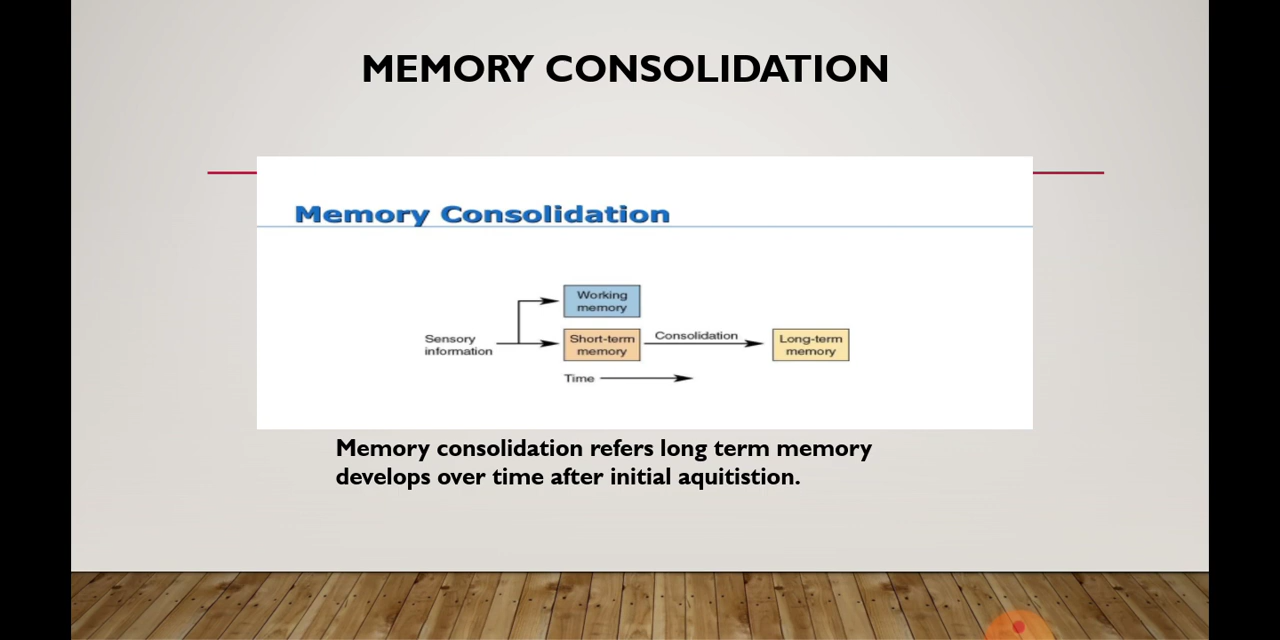 MEMORY CONSOLIDATION
Memory Consolidation
Working
memory
Sensory
information
Short-term
memory
Consolidation
Long-term
memory
Time
Memory consolidation refers long term memory
develops over time after initial aquitistion.